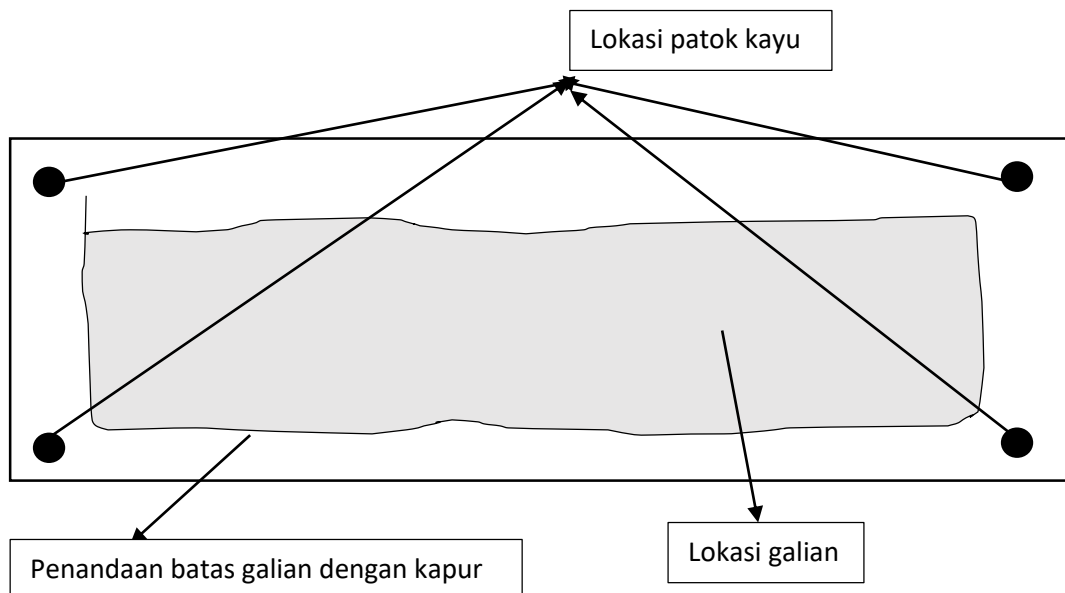 Lokasi patok kayu
Penandaan batas galian dengan kapur
Lokasi galian